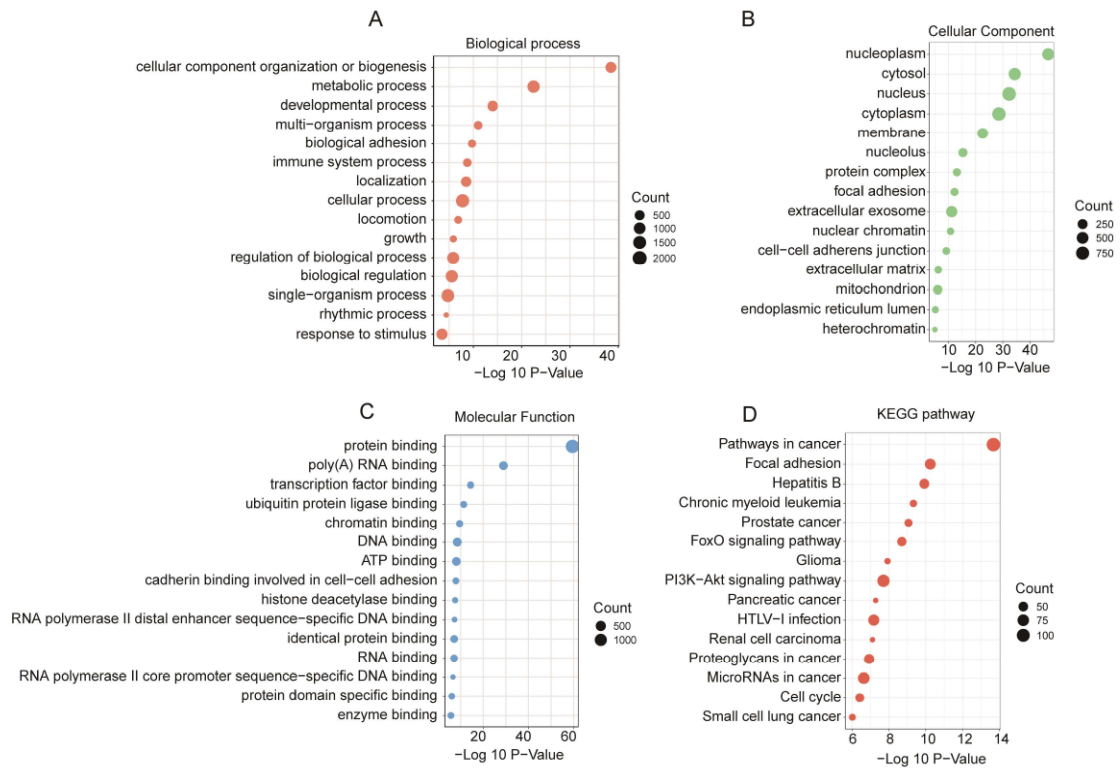 A
Biological process
cellular component organization or biogenesis
metabolic process
developmental process
multi-organism process
biological adhesion
immune system process
localization
cellular process
locomotion
growth
regulation of biological process
biological regulation
single-organism process
rhythmic process
response to stimulus
10 20 30 40
−Log 10 P-Value
Count
500
1000
1500
2000
B
Cellular Component
nucleoplasm
cytosol
nucleus
cytoplasm
membrane
nucleolus
protein complex
focal adhesion
extracellular exosome
nuclear chromatin
cell-cell adherens junction
extracellular matrix
mitochondrion
endoplasmic reticulum lumen
heterochromatin
10 20 30 40
−Log 10 P-Value
Count
250
500
750
C
Molecular Function
protein binding
poly(A) RNA binding
transcription factor binding
ubiquitin protein ligase binding
chromatin binding
DNA binding
ATP binding
cadherin binding involved in cell−cell adhesion
histone deacetylase binding
RNA polymerase II distal enhancer sequence−specific DNA binding
identical protein binding
RNA binding
RNA polymerase II core promoter sequence−specific DNA binding
protein domain specific binding
enzyme binding
20 40 60
−Log 10 P-Value
Count
500
1000
D
KEGG pathway
Pathways in cancer
Focal adhesion
Hepatitis B
Chronic myeloid leukemia
Prostate cancer
FoxO signaling pathway
Glioma
PI3K−Akt signaling pathway
Pancreatic cancer
HTLV−I infection
Renal cell carcinoma
Proteoglycans in cancer
MicroRNAs in cancer
Cell cycle
Small cell lung cancer
6 8 10 12 14
−Log 10 P-Value
Count
50
75
100